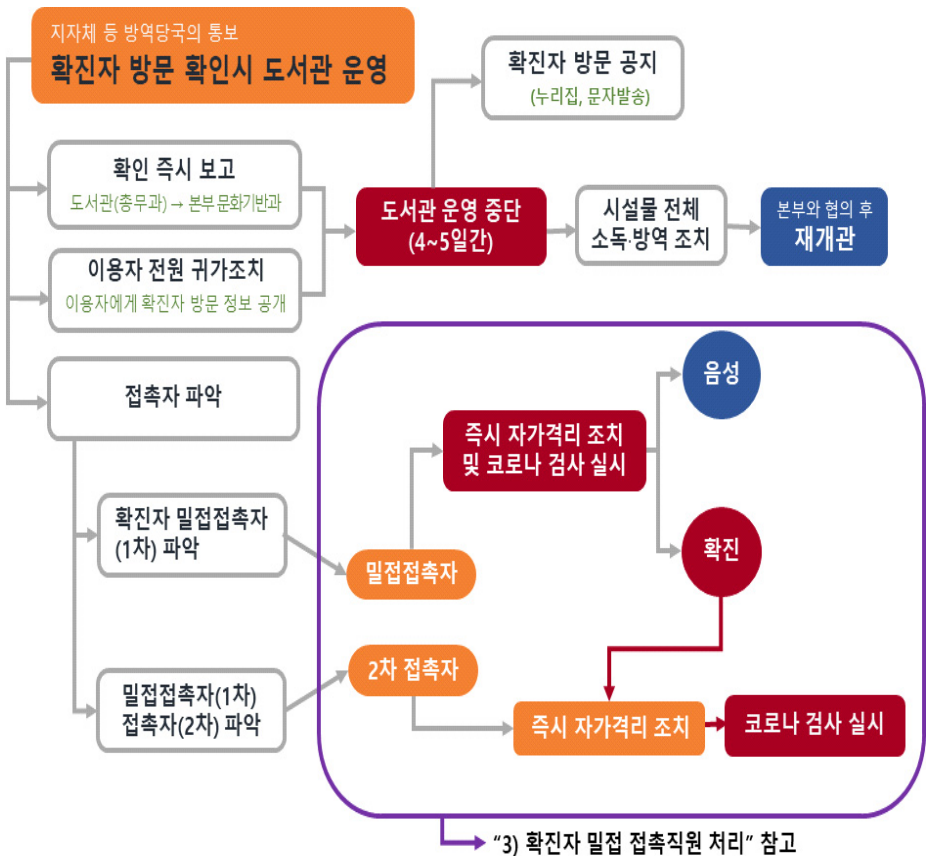 지자체 등 방역당국의 통보
확진자 방문 확인시 도서관 운영
확진자 방문 공지
(누리집, 문자발송)
확인 즉시 보고
도서관(총무과) → 본부 문화기반과
이용자 전원 귀가조치
이용자에게 확진자 방문 정보 공개
도서관 운영 중단
(4~5일간)
시설물 전체
소독·방역 조치
본부와 협의 후
재개관
접촉자 파악
확진자 밀접접촉자
(1차) 파악
밀접접촉자(1차)
접촉자(2차) 파악
밀접접촉자
즉시 자가격리 조치
및 코로나 검사 실시
음성
확진
2차 접촉자
즉시 자가격리 조치
코로나 검사 실시
“3) 확진자 밀접 접촉직원 처리” 참고